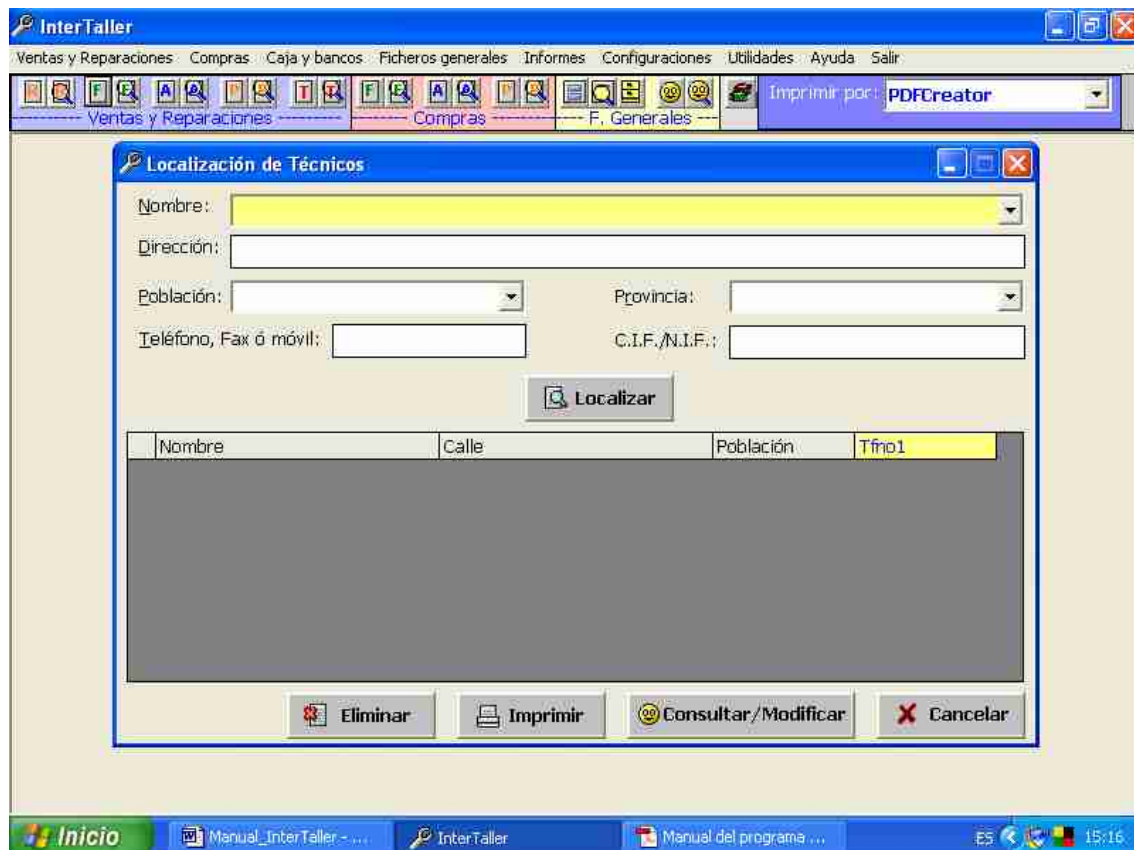 InterTaller
Ventas y Reparaciones Compras Caja y bancos Ficheros generales Informes Configuraciones Utilidades Ayuda Salir
R F E A A P T T F E A A P
Imprimir por: PDFCreator
--------- Ventas y Reparaciones --------- ------- Compras ------- --- F. Generales ---
Localización de Técnicos
Nombre:
Dirección:
Población: Provincia:
Teléfono, Fax ó móvil: C.I.F./N.I.F.:
Localizar
Nombre Calle Población Tfno1
Eliminar Imprimir Consultar/Modificar Cancelar
Inicio Manual_InterTaller - ... InterTaller Manual del programa ... ES 15:16